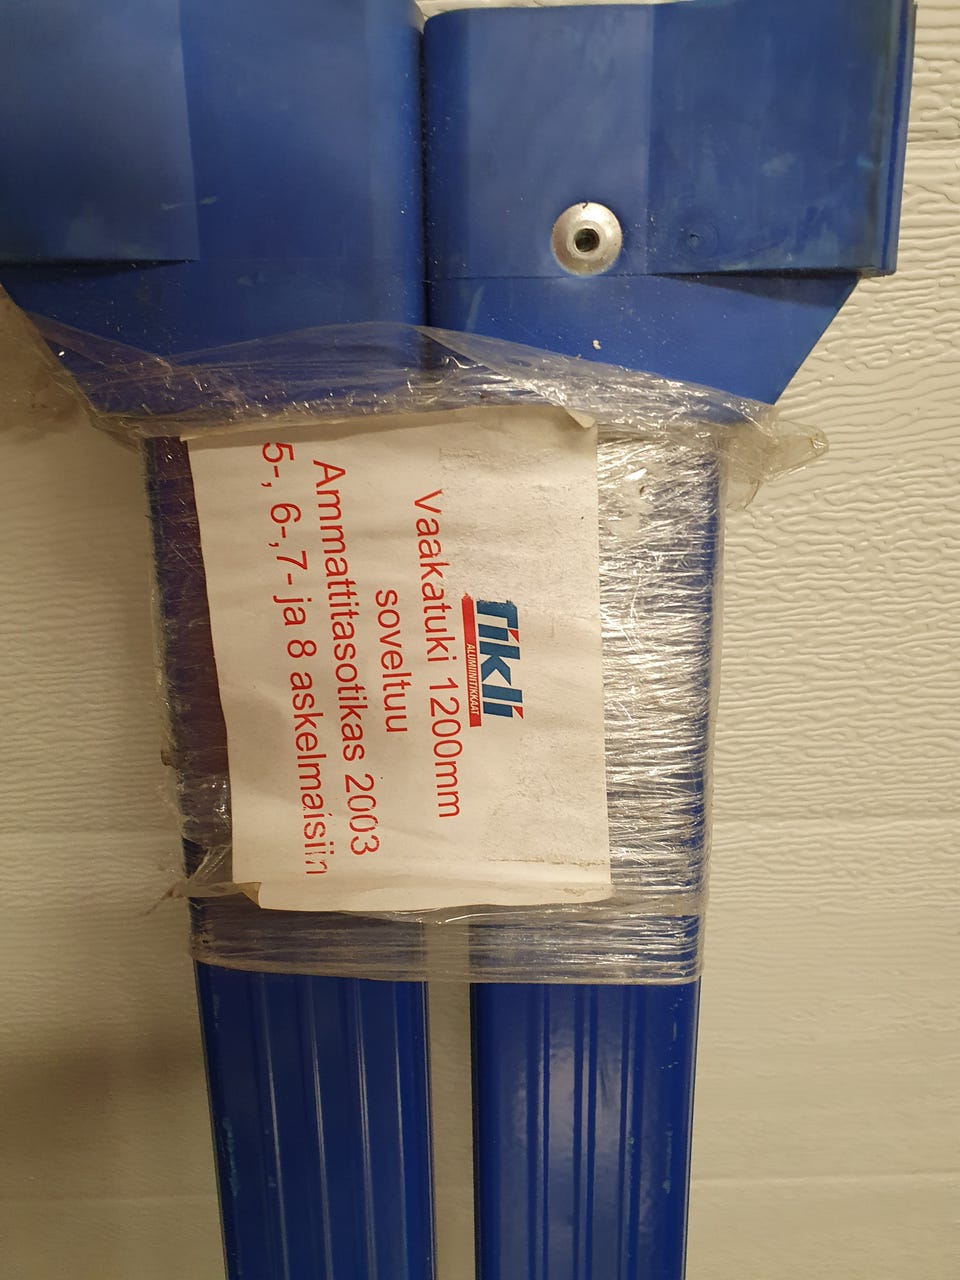 Tikli
ALUMIINITIKKAAT
Vaakatuki 1200mm
soveltuu
Ammattitasotikas 2003
5-, 6-,7- ja 8 askelmaisiin